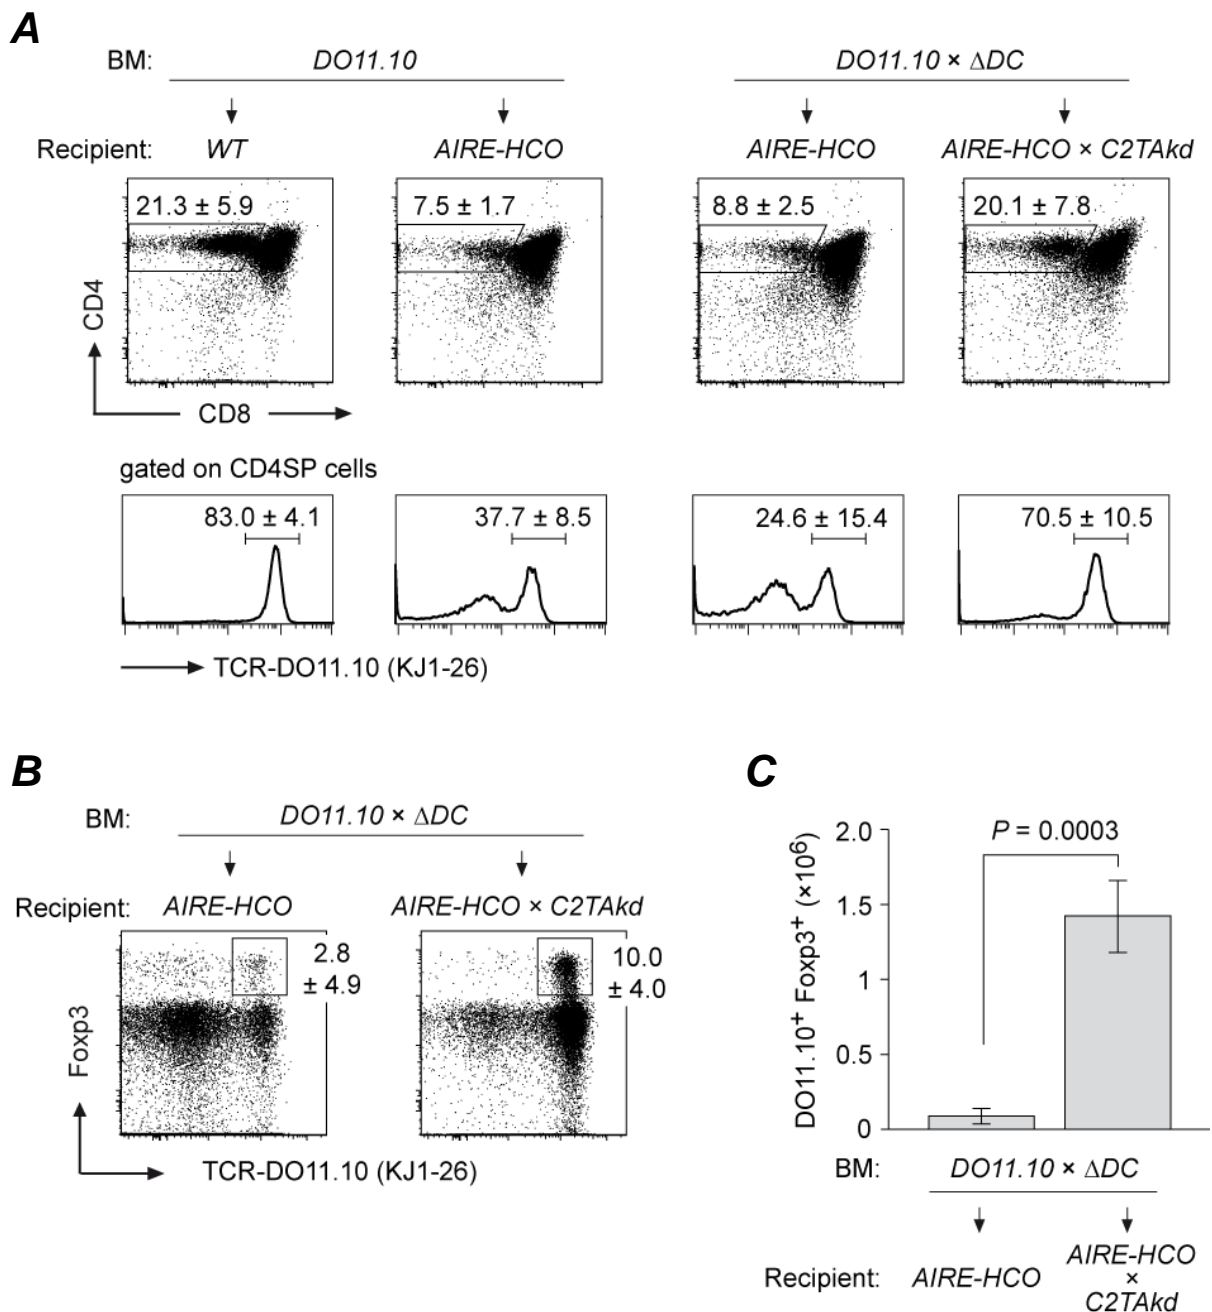 A
BM: DO11.10 DO11.10 × ΔDC
Recipient: WT AIRE-HCO AIRE-HCO AIRE-HCO × C2TAkd
21.3 ± 5.9 7.5 ± 1.7 8.8 ± 2.5 20.1 ± 7.8
CD4
CD8
gated on CD4SP cells
83.0 ± 4.1 37.7 ± 8.5 24.6 ± 15.4 70.5 ± 10.5
TCR-DO11.10 (KJ1-26)
B
BM: DO11.10 × ΔDC
Recipient: AIRE-HCO AIRE-HCO × C2TAkd
2.8
± 4.9
10.0
± 4.0
Foxp3
TCR-DO11.10 (KJ1-26)
C
P = 0.0003
DO11.10⁺ Foxp3⁺ (×10⁶)
2.0
1.5
1
0.5
0
BM: DO11.10 × ΔDC
Recipient: AIRE-HCO
AIRE-HCO
×
C2TAkd